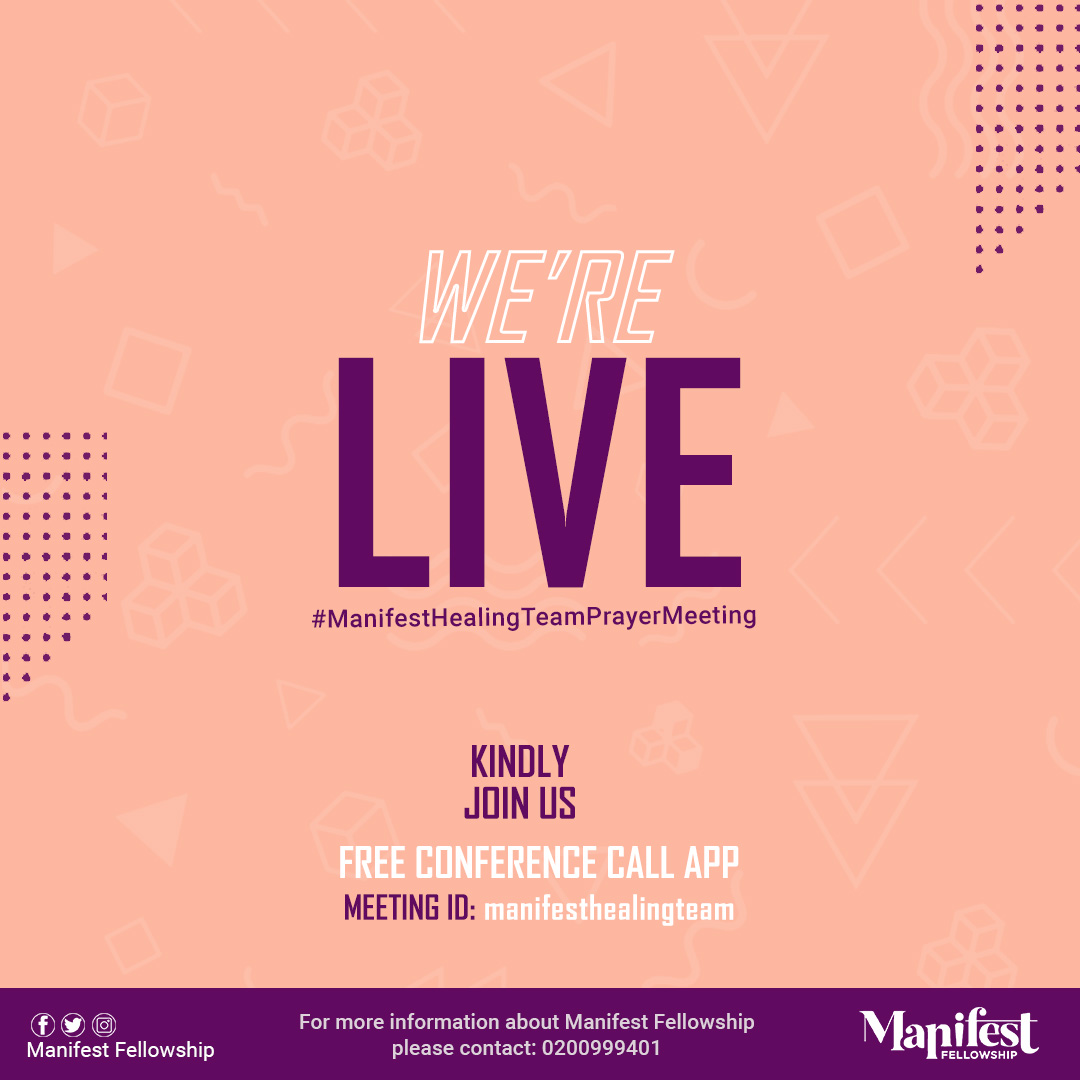 WE'RE
LIVE
#ManifestHealingTeamPrayerMeeting
KINDLY
JOIN US
FREE CONFERENCE CALL APP
MEETING ID: manifesthealingteam
Manifest Fellowship
For more information about Manifest Fellowship
please contact: 0200999401
Manifest
FELLOWSHIP